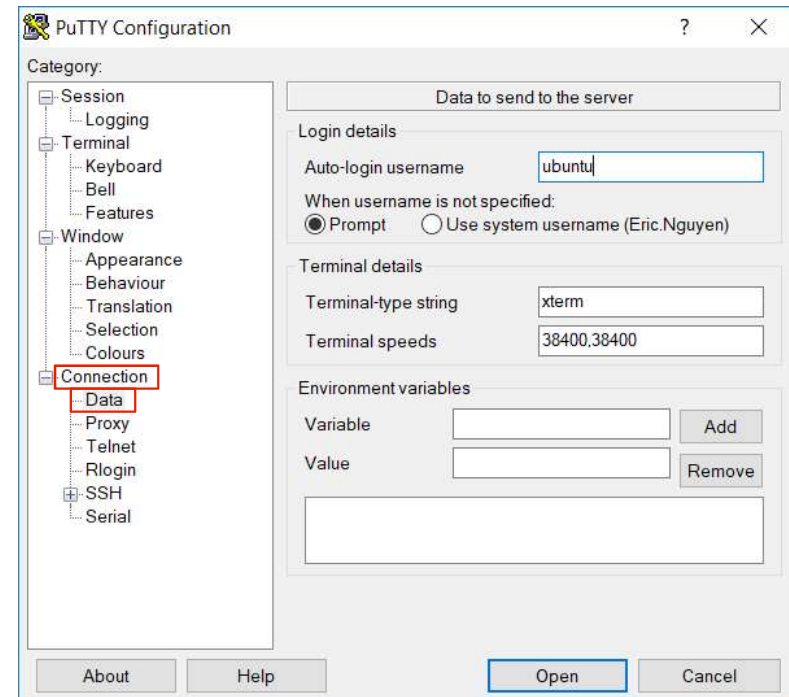 PuTTY Configuration
?
Category:
Session
Logging
Terminal
Keyboard
Bell
Features
Window
Appearance
Behaviour
Translation
Selection
Colours
Connection
Data
Proxy
Telnet
Rlogin
SSH
Serial
Data to send to the server
Login details
Auto-login username ubuntu
When username is not specified:
Prompt Use system username (Eric.Nguyen)
Terminal details
Terminal-type string xterm
Terminal speeds 38400,38400
Environment variables
Variable Add
Value Remove
About Help Open Cancel